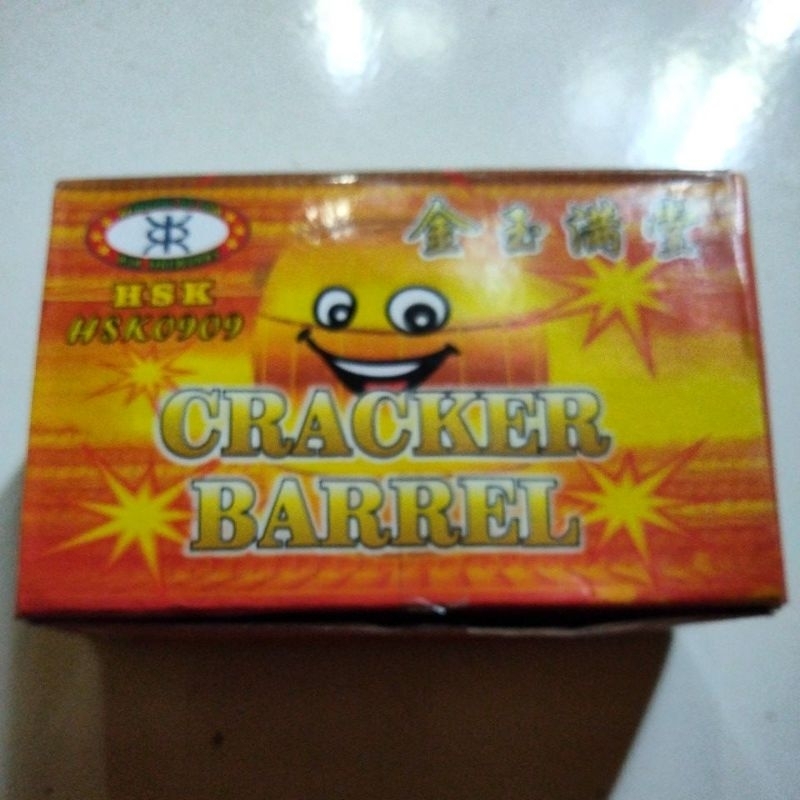 金玉满堂
HSK
HSK0909
CRACKER
BARREL